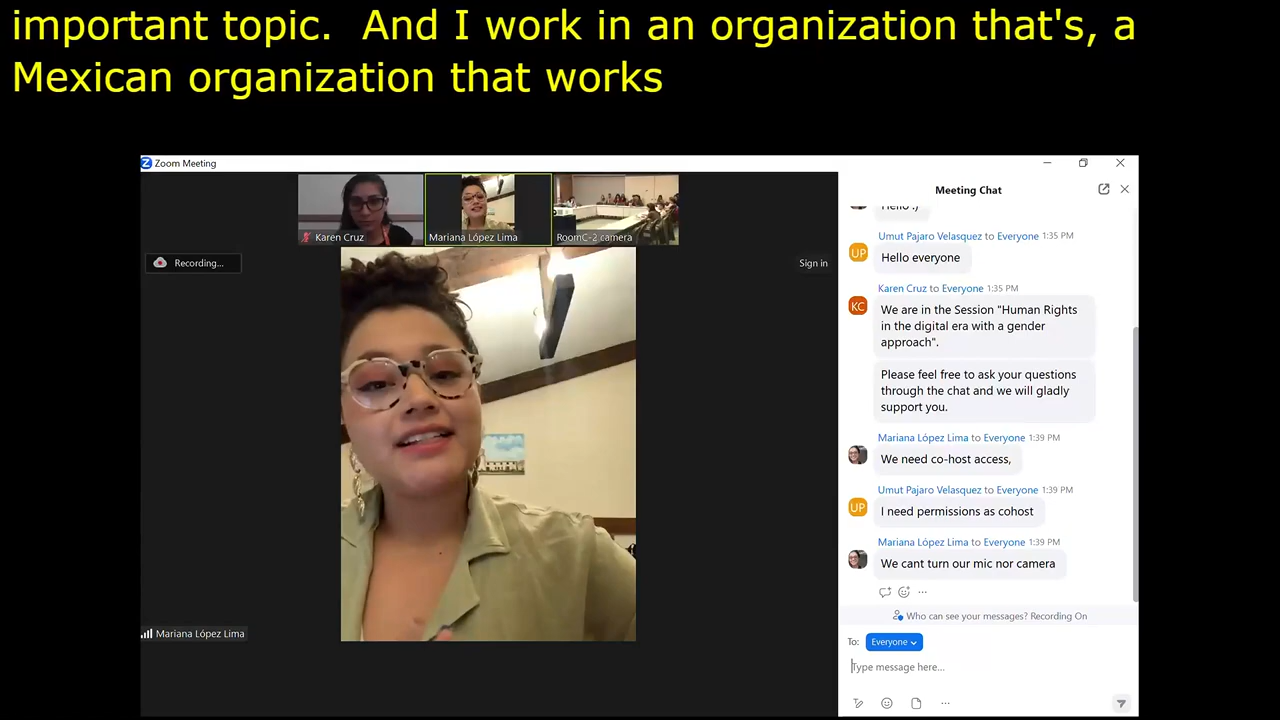 important topic.  And I work in an organization that's, a
Mexican organization that works
Zoom Meeting
Karen Cruz
Mariana López Lima
RoomC-2 camera
Recording...
Sign in
Mariana López Lima
Meeting Chat
Hello :)
Umut Pajaro Velasquez to Everyone 1:35 PM
UP
Hello everyone
Karen Cruz to Everyone 1:35 PM
KC
We are in the Session "Human Rights
in the digital era with a gender
approach".
Please feel free to ask your questions
through the chat and we will gladly
support you.
Mariana López Lima to Everyone 1:39 PM
We need co-host access,
Umut Pajaro Velasquez to Everyone 1:39 PM
UP
I need permissions as cohost
Mariana López Lima to Everyone 1:39 PM
We cant turn our mic nor camera
Who can see your messages? Recording On
To: Everyone
Type message here...